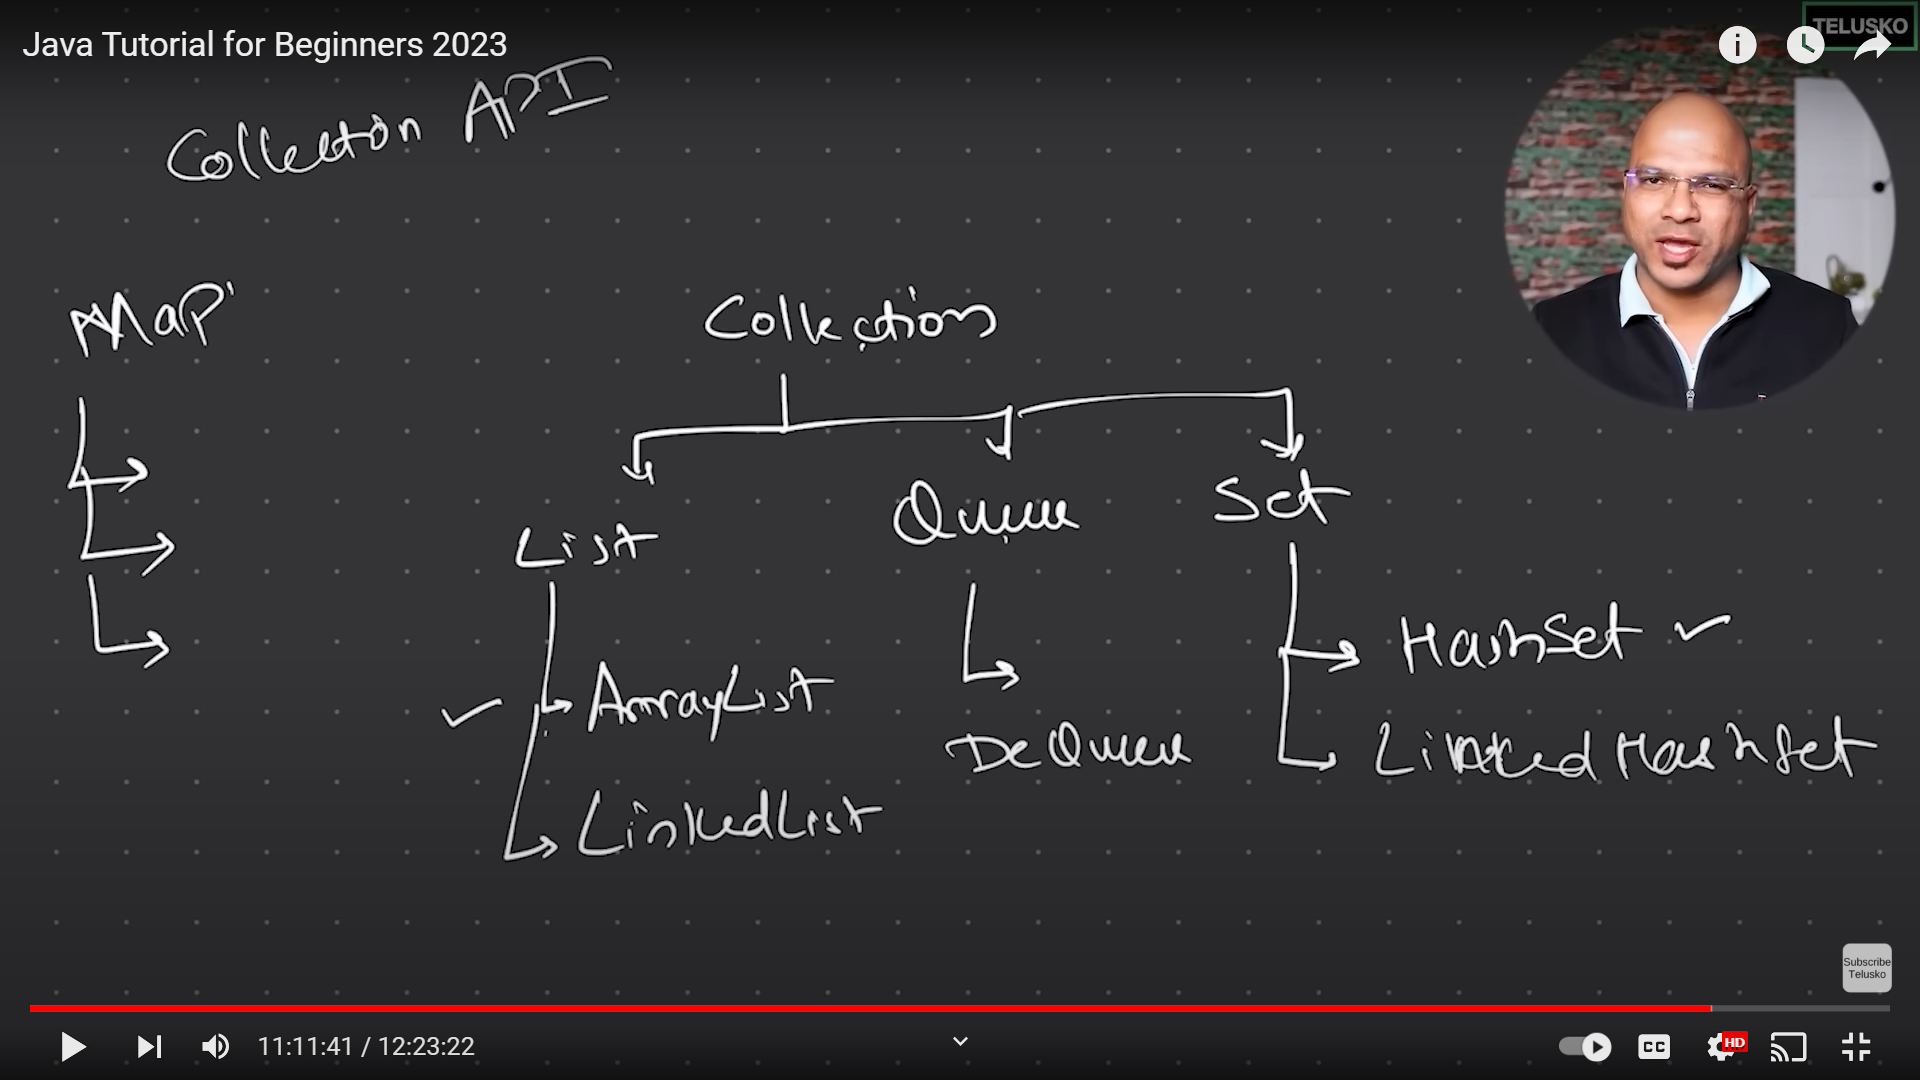 Java Tutorial for Beginners 2023
TELUSKO
Collection API
Map
Collection
List
Queue
Set
HashSet
ArrayList
DeQueue
LinkedHashSet
LinkedList
Subscribe
Telusko
11:11:41 / 12:23:22
CC
HD